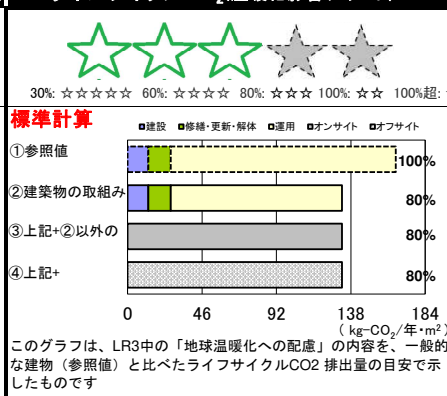 30%: ☆☆☆☆☆ 60%: ☆☆☆☆ 80%: ☆☆☆ 100%: ☆☆ 100%超:
標準計算
建設 修繕・更新・解体 運用 オンサイト オフサイト
①参照値
100%
②建築物の取組み
80%
③上記+②以外の
80%
④上記+
80%
0 46 92 138 184
( kg-CO₂/年・m² )
このグラフは、LR3中の「地球温暖化への配慮」の内容を、一般的
な建物（参照値）と比べたライフサイクルCO2 排出量の目安で示
したものです